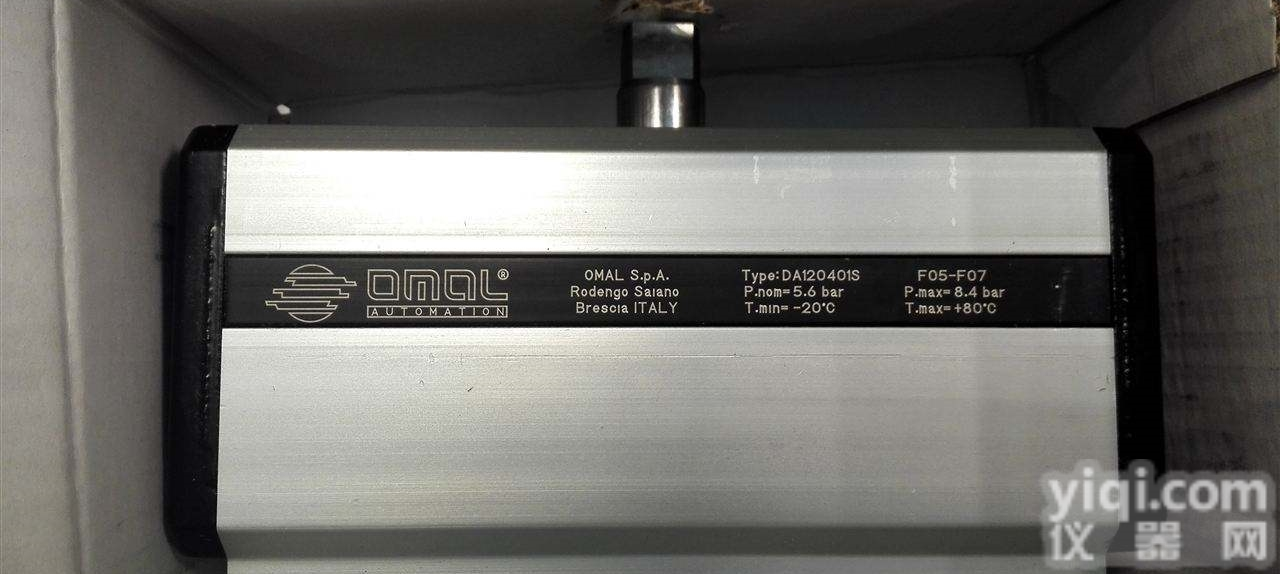 OMAL®
AUTOMATION
OMAL S.p.A.
Rodengo Saiano
Brescia ITALY
Type:DA120401S
P.nom=5.6 bar
T.min= -20°C
F05-F07
P.max=8.4 bar
T.max=+80°C
yiqi.com
仪器网